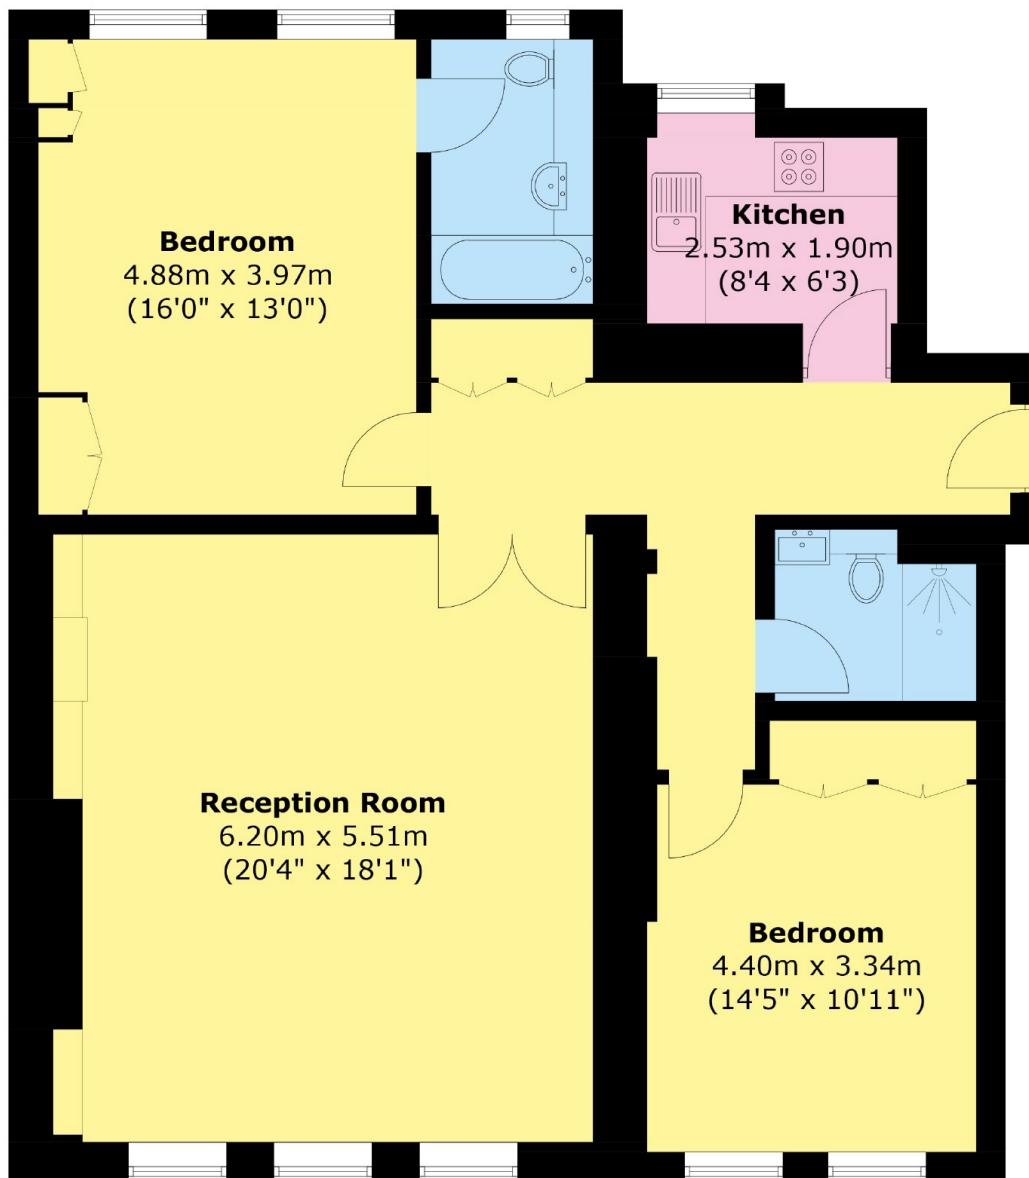 Bedroom
4.88m x 3.97m
(16'0" x 13'0")
Kitchen
2.53m x 1.90m
(8'4 x 6'3)
Reception Room
6.20m x 5.51m
(20'4" x 18'1")
Bedroom
4.40m x 3.34m
(14'5" x 10'11")